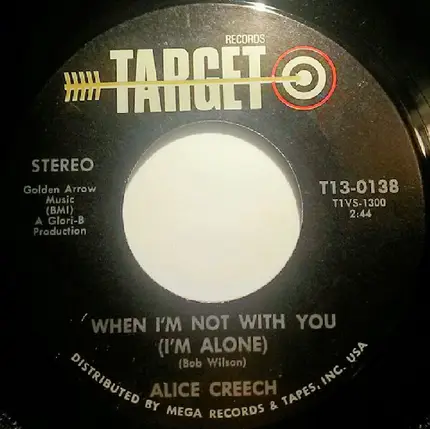 RECORDS
TARGET
STEREO
Golden Arrow
Music
(BMI)
A Glori-B
Production
T13-0138
T1VS-1300
2:44
WHEN I'M NOT WITH YOU
(I'M ALONE)
(Bob Wilson)
ALICE CREECH
DISTRIBUTED BY MEGA RECORDS & TAPES, INC. USA